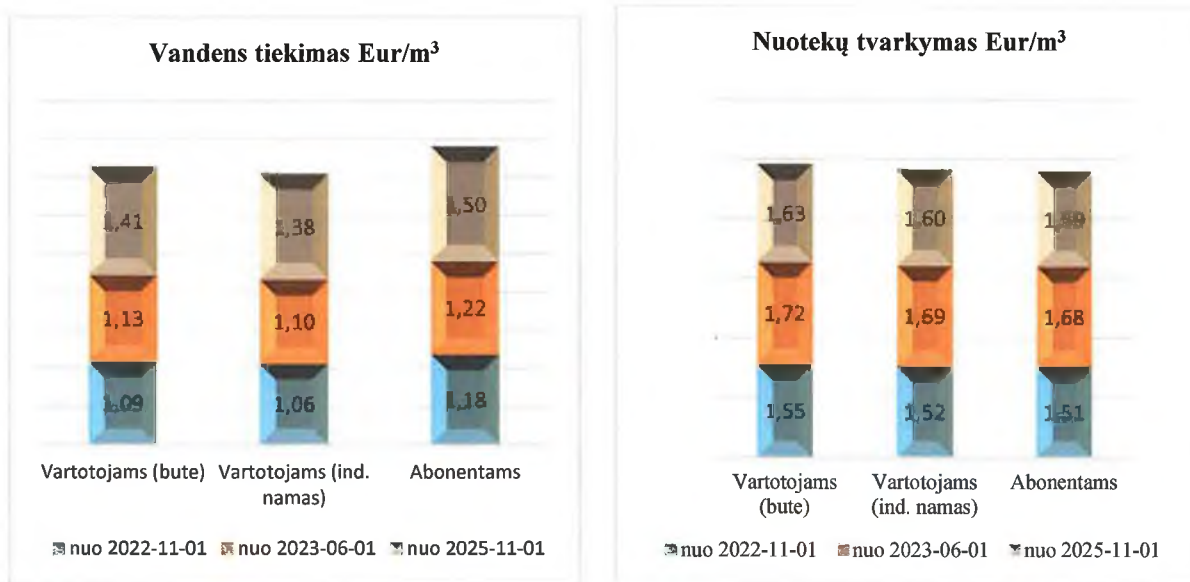 Vandens tiekimas Eur/m³
1,41
1,38
1,50
1,13
1,10
1,22
1,09
1,06
1,18
Vartotojams (bute)
Vartotojams (ind.
namas)
Abonentams
nuo 2022-11-01 nuo 2023-06-01 nuo 2025-11-01
Nuotekų tvarkymas Eur/m³
1,63
1,60
1,59
1,72
1,69
1,68
1,55
1,52
1,51
Vartotojams
(bute)
Vartotojams
(ind. namas)
Abonentams
nuo 2022-11-01 nuo 2023-06-01 nuo 2025-11-01